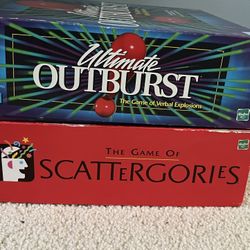 Ultimate
OUTBURST
The Game of Verbal Explosions
THE GAME OF
SCATTERGORIES